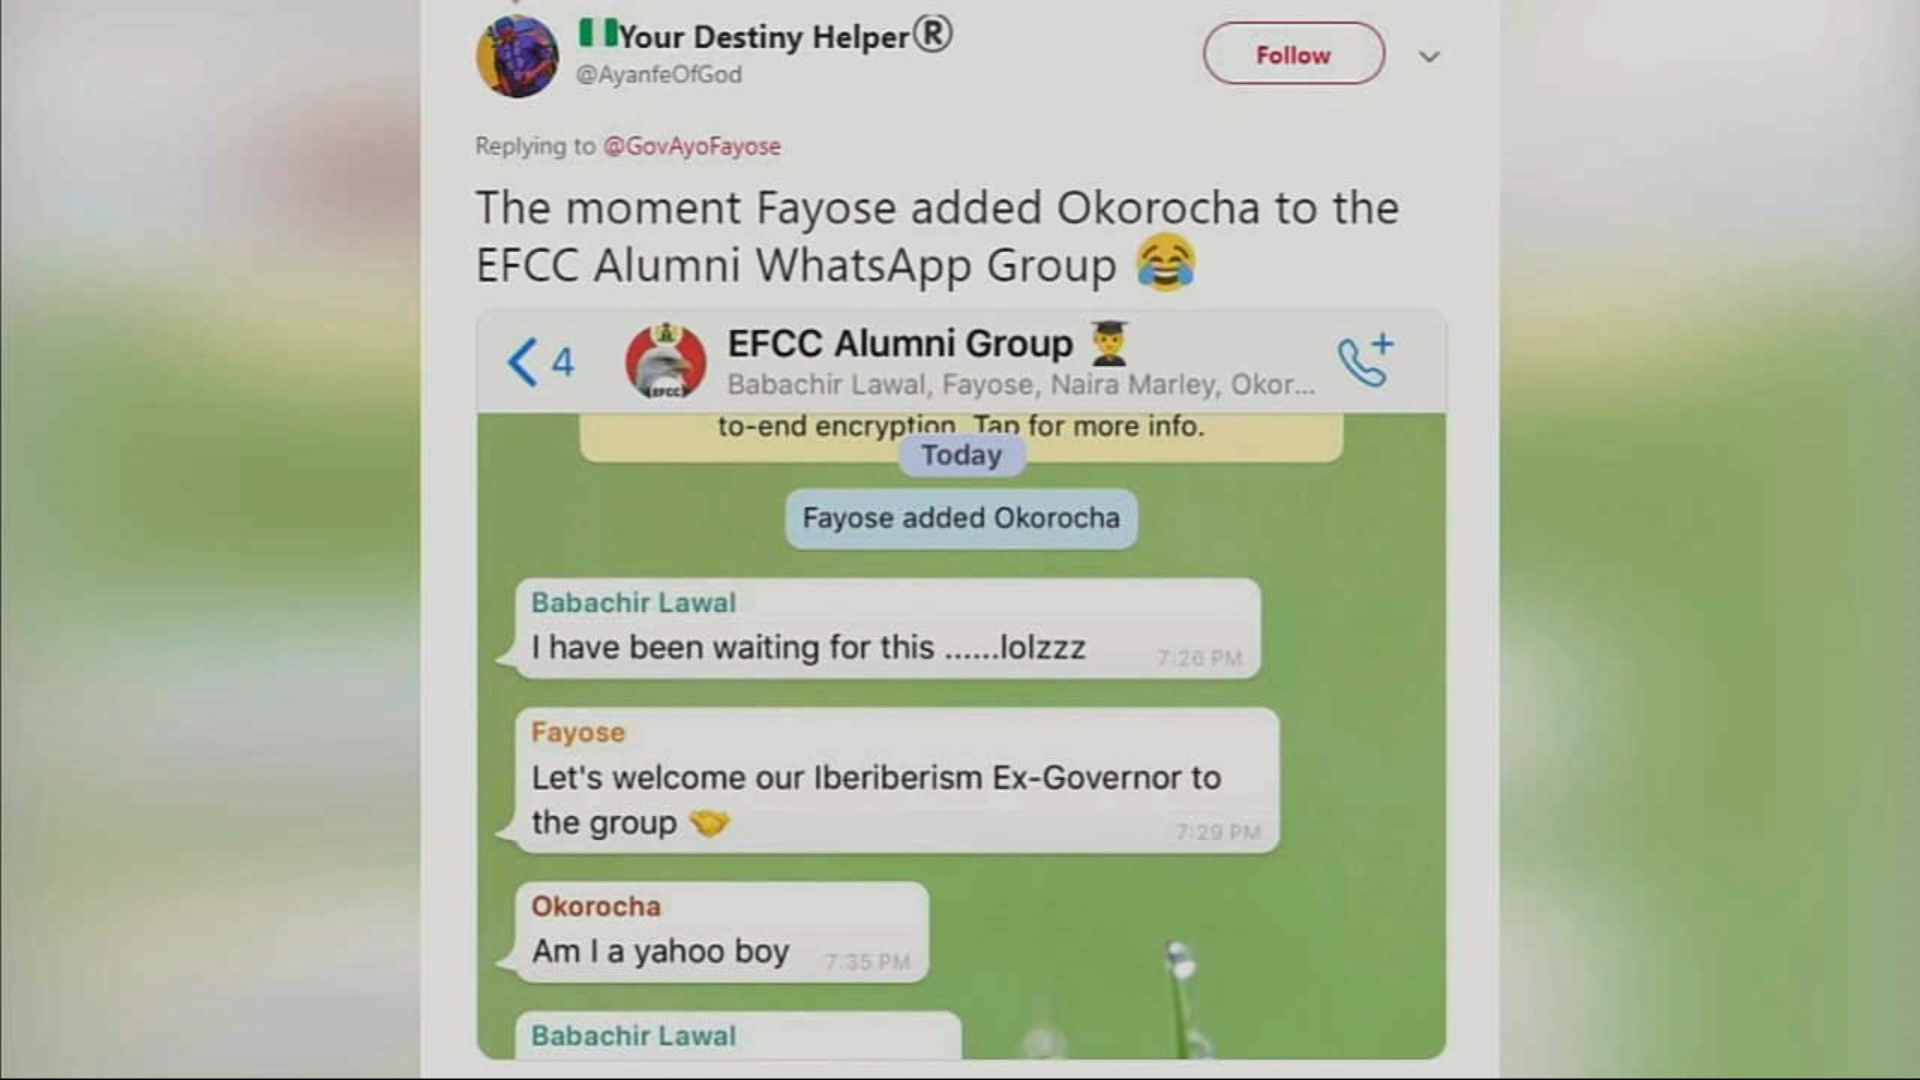 Your Destiny Helper®
@AyanfeOfGod
Follow
Replying to @GovAyoFayose
The moment Fayose added Okorocha to the
EFCC Alumni WhatsApp Group 😂
4
EFCC
EFCC Alumni Group 👨‍🎓
Babachir Lawal, Fayose, Naira Marley, Okor...
to-end encryption. Tap for more info.
Today
Fayose added Okorocha
Babachir Lawal
I have been waiting for this ......lolzzz
7:26 PM
Fayose
Let's welcome our Iberiberism Ex-Governor to
the group 🤝
7:29 PM
Okorocha
Am I a yahoo boy
7:35 PM
Babachir Lawal